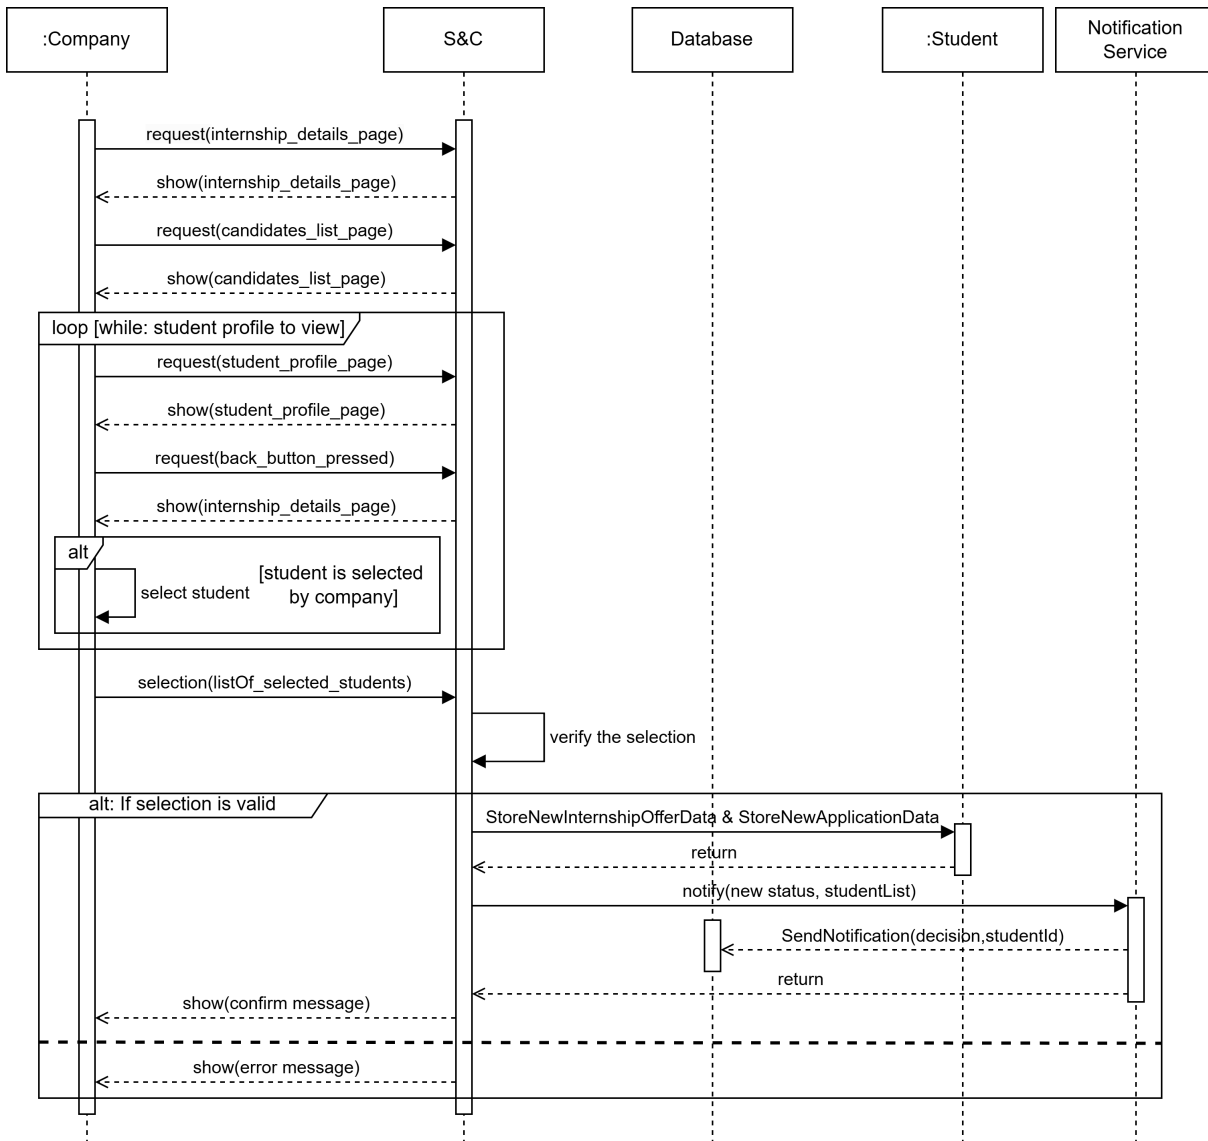 :Company
S&C
Database
:Student
Notification
Service
request(internship_details_page)
show(internship_details_page)
request(candidates_list_page)
show(candidates_list_page)
loop [while: student profile to view]
request(student_profile_page)
show(student_profile_page)
request(back_button_pressed)
show(internship_details_page)
alt
select student
[student is selected
by company]
selection(listOf_selected_students)
verify the selection
alt: If selection is valid
StoreNewInternshipOfferData & StoreNewApplicationData
return
notify(new status, studentList)
SendNotification(decision,studentId)
return
show(confirm message)
show(error message)